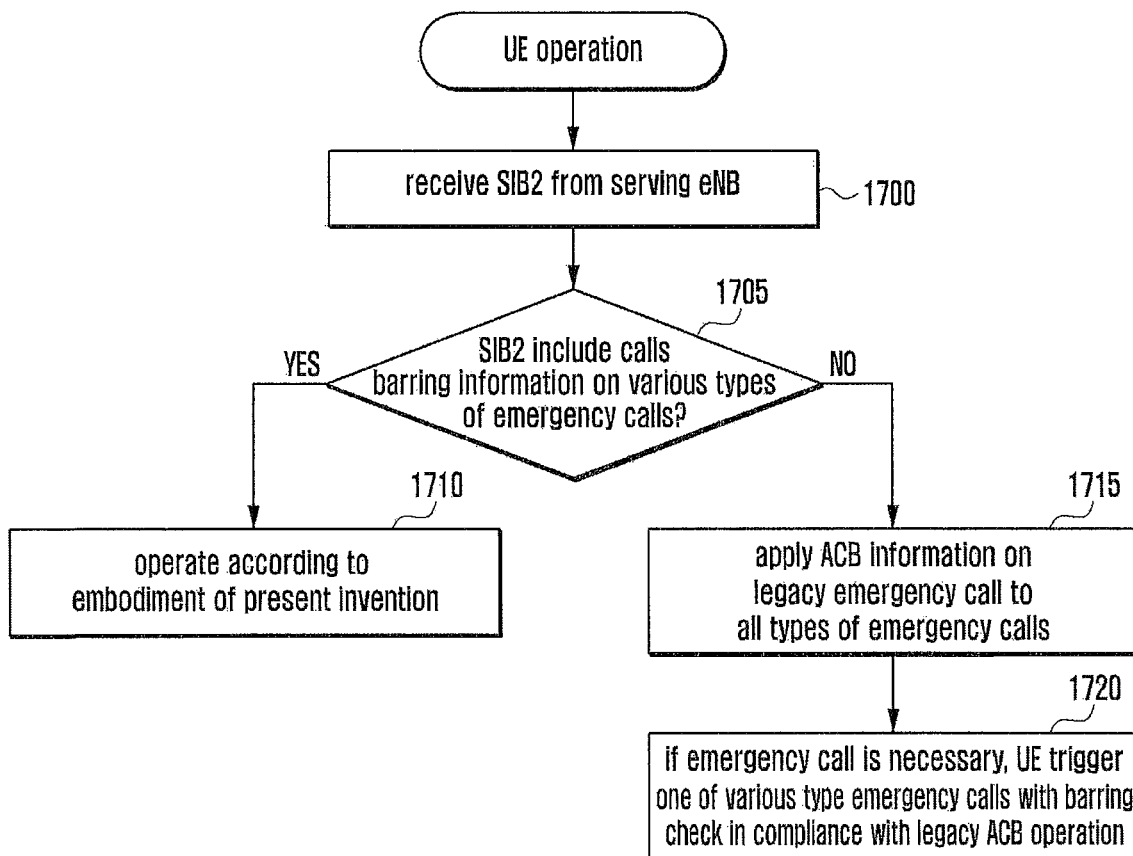 UE operation
receive SIB2 from serving eNB
1700
1705
SIB2 include calls
barring information on various types
of emergency calls?
YES
NO
1710
operate according to
embodiment of present invention
1715
apply ACB information on
legacy emergency call to
all types of emergency calls
1720
if emergency call is necessary, UE trigger
one of various type emergency calls with barring
check in compliance with legacy ACB operation